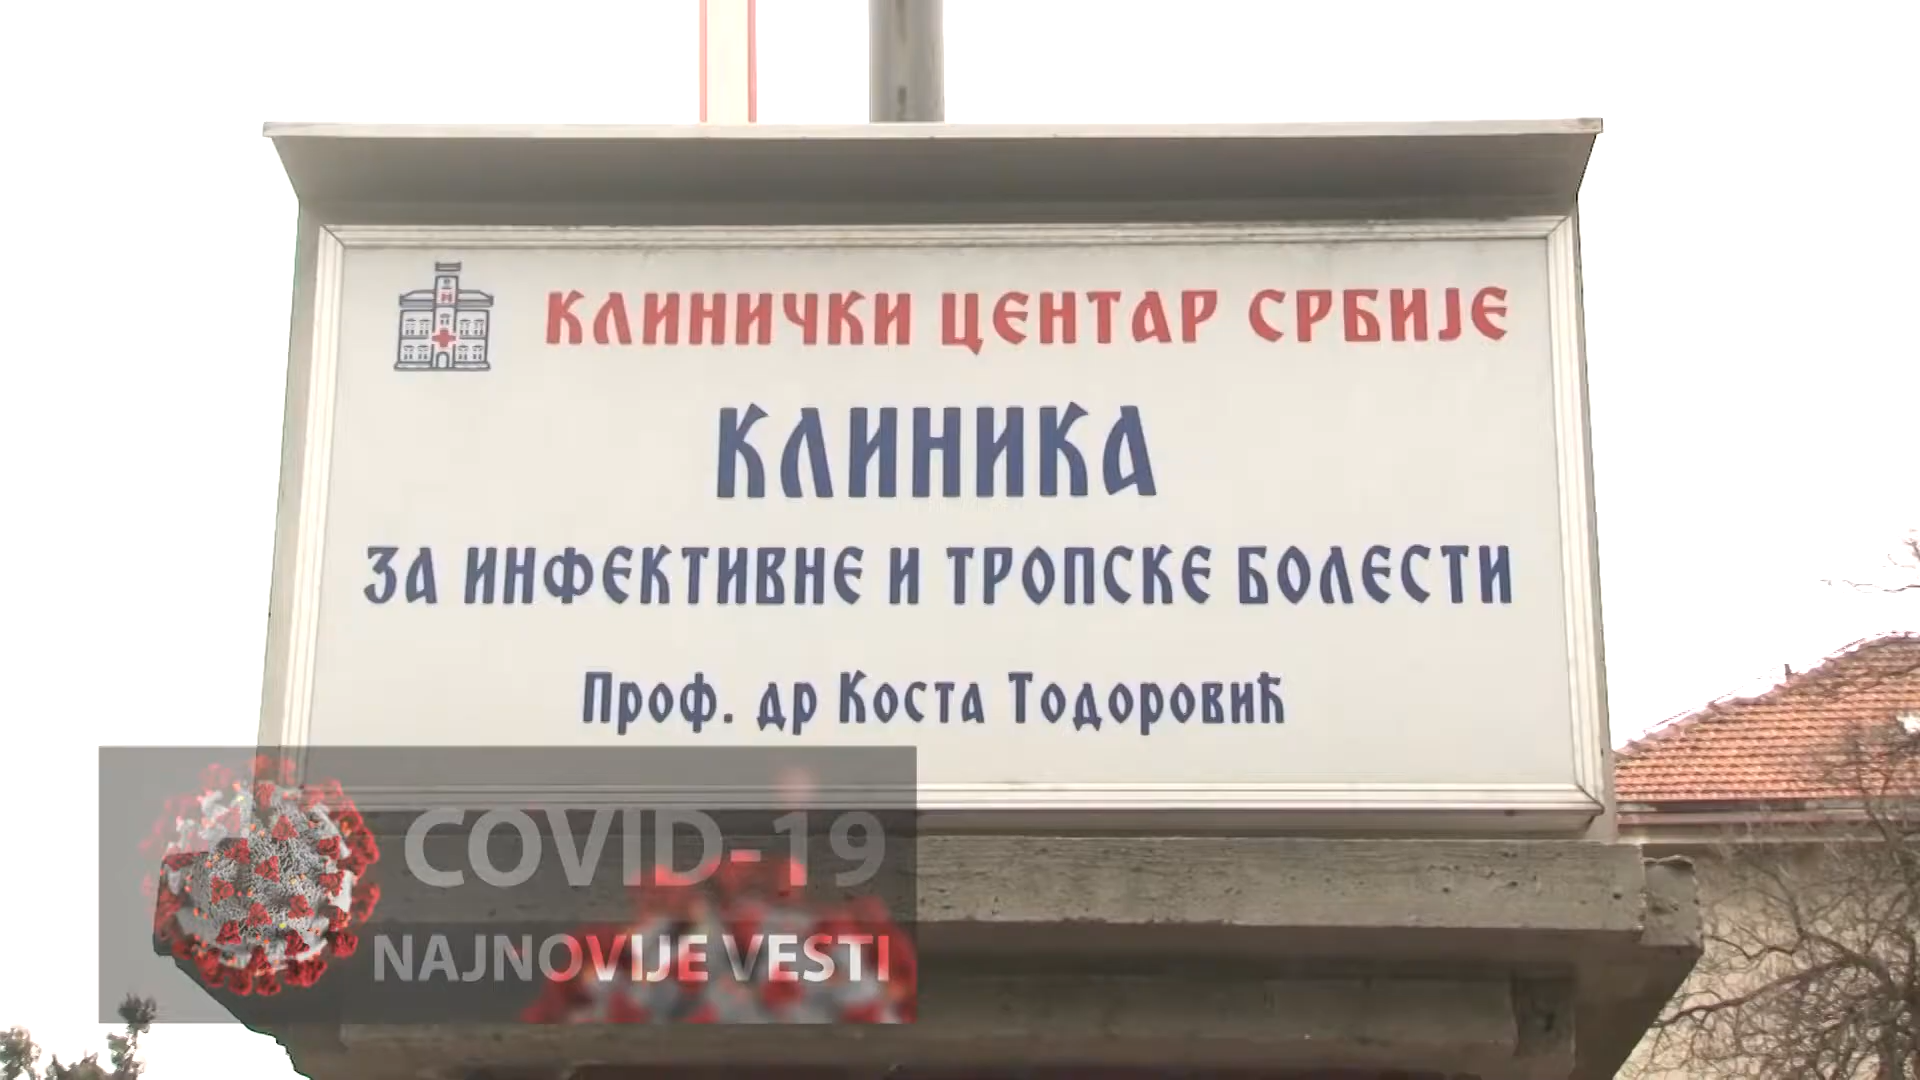 КЛИНИЧКИ ЦЕНТАР СРБИЈЕ
КЛИНИКА
ЗА ИНФЕКТИВНЕ И ТРОПСКЕ БОЛЕСТИ
Проф. др Коста Тодоровић
COVID-19
NAJNOVIJE VESTI